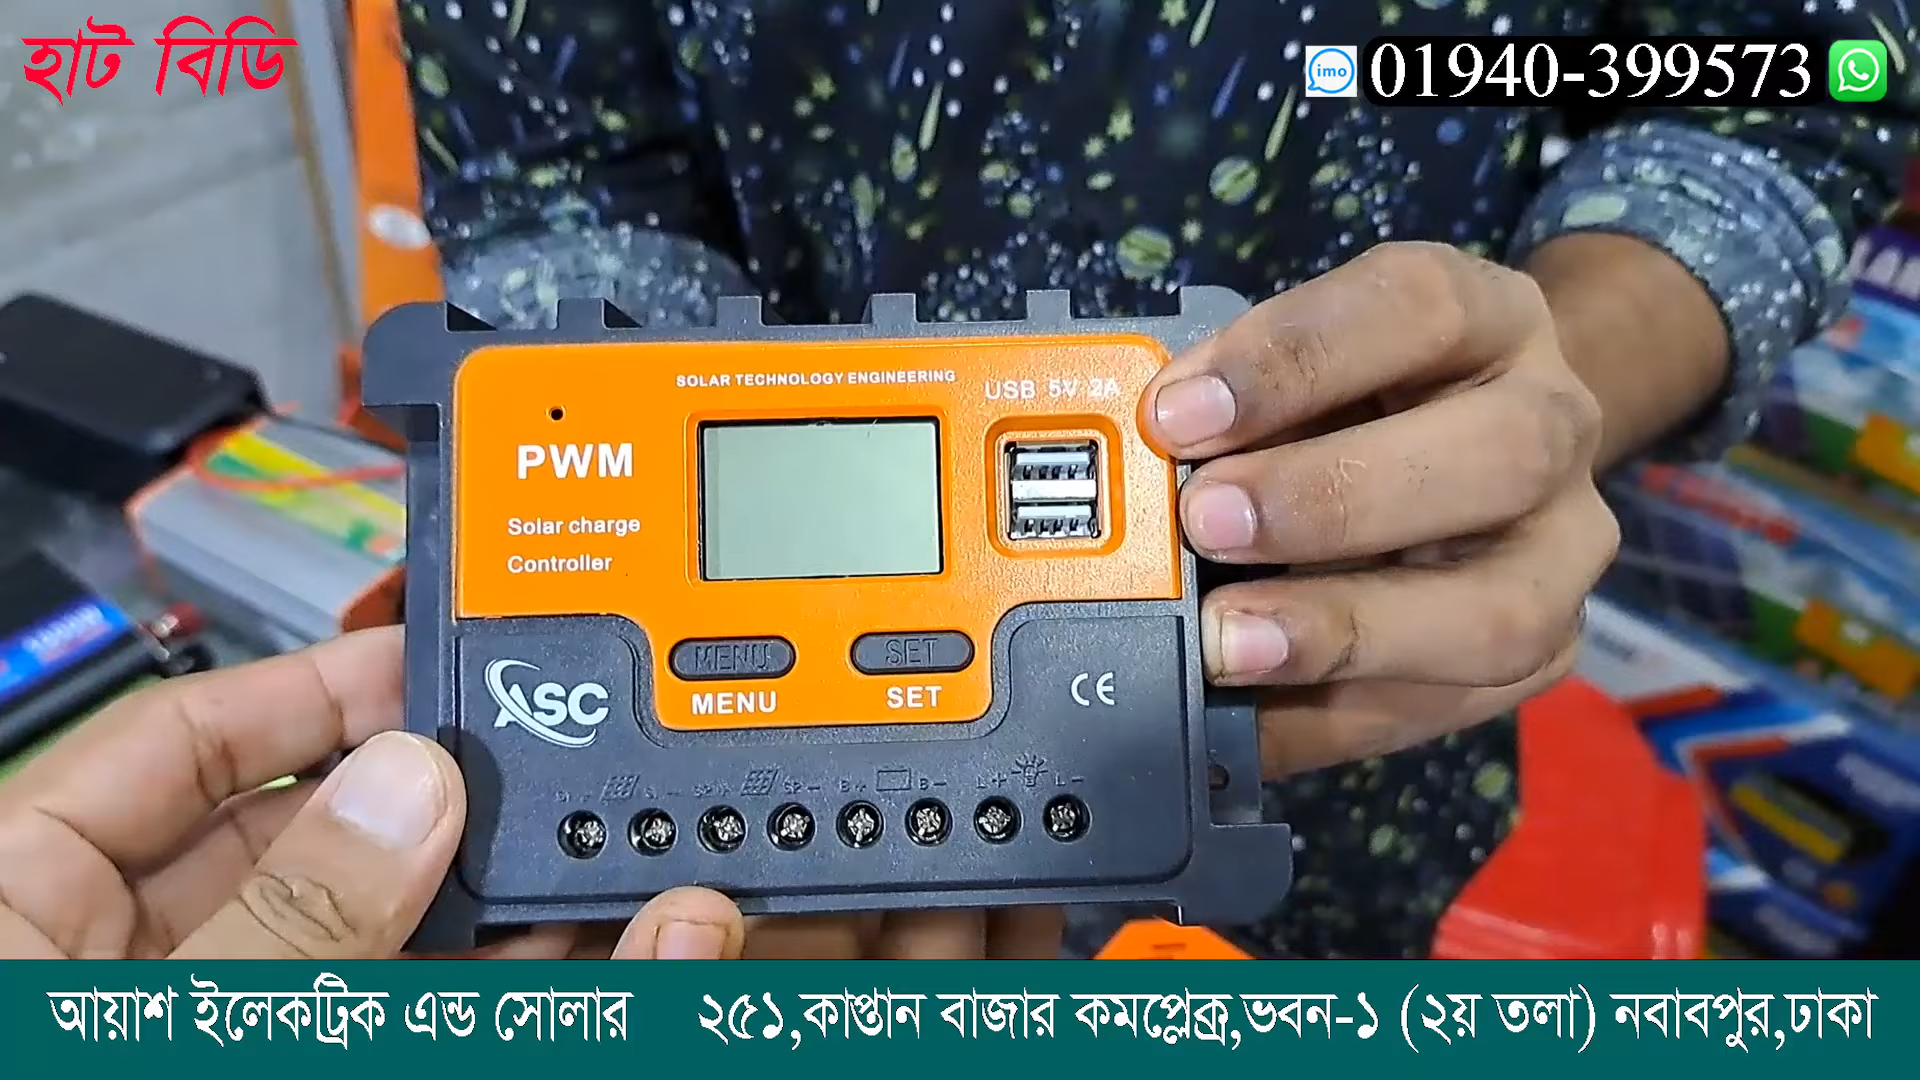 হাট বিডি
imo 01940-399573
SOLAR TECHNOLOGY ENGINEERING
USB 5V 2A
PWM
Solar charge
Controller
MENU SET
MENU SET
ASC
CE
B+ B- L+ L-
আয়াশ ইলেকট্রিক এন্ড সোলার ২৫১,কাপ্তান বাজার কমপ্লেক্র,ভবন-১ (২য় তলা) নবাবপুর,ঢাকা